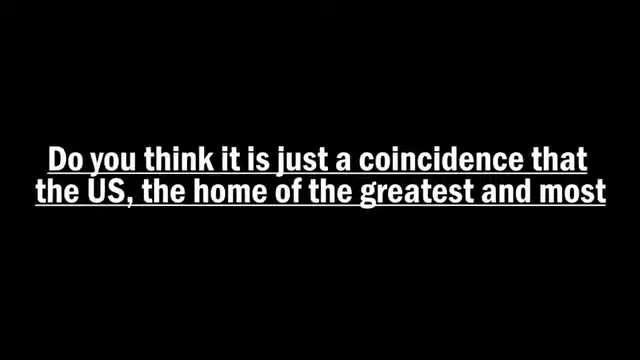 Do you think it is just a coincidence that
the US, the home of the greatest and most